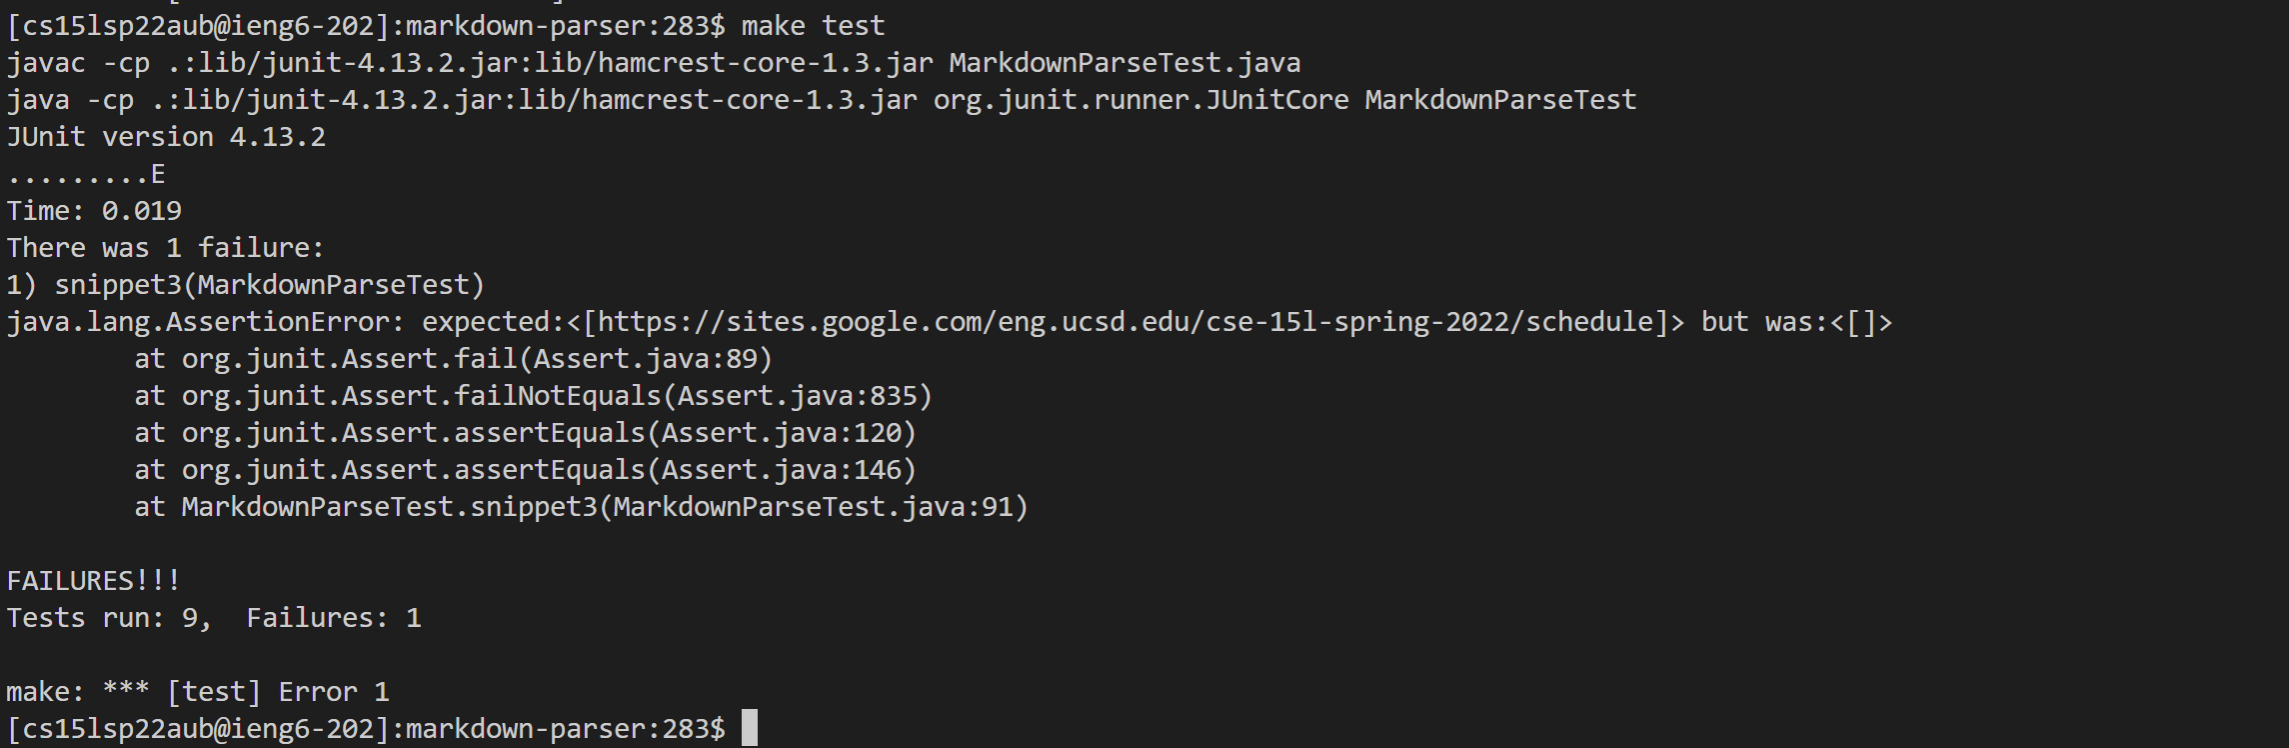 [cs15lsp22aub@ieng6-202]:markdown-parser:283$ make test
javac -cp .:lib/junit-4.13.2.jar:lib/hamcrest-core-1.3.jar MarkdownParseTest.java
java -cp .:lib/junit-4.13.2.jar:lib/hamcrest-core-1.3.jar org.junit.runner.JUnitCore MarkdownParseTest
JUnit version 4.13.2
.........E
Time: 0.019
There was 1 failure:
1) snippet3(MarkdownParseTest)
java.lang.AssertionError: expected:<[https://sites.google.com/eng.ucsd.edu/cse-15l-spring-2022/schedule]> but was:<[]>
        at org.junit.Assert.fail(Assert.java:89)
        at org.junit.Assert.failNotEquals(Assert.java:835)
        at org.junit.Assert.assertEquals(Assert.java:120)
        at org.junit.Assert.assertEquals(Assert.java:146)
        at MarkdownParseTest.snippet3(MarkdownParseTest.java:91)
FAILURES!!!
Tests run: 9,  Failures: 1
make: *** [test] Error 1
[cs15lsp22aub@ieng6-202]:markdown-parser:283$